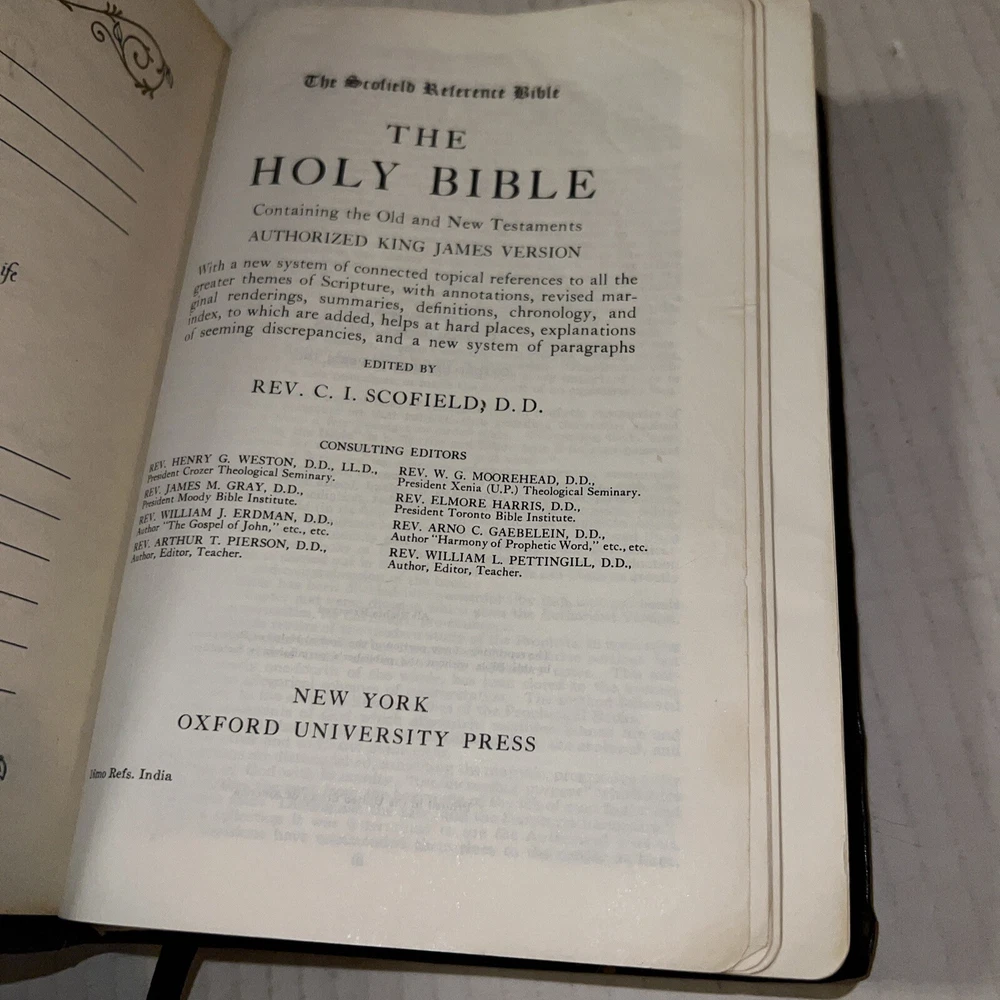 ife
The Scofield Reference Bible
THE
HOLY BIBLE
Containing the Old and New Testaments
AUTHORIZED KING JAMES VERSION
With a new system of connected topical references to all the
greater themes of Scripture, with annotations, revised mar-
ginal renderings, summaries, definitions, chronology, and
index, to which are added, helps at hard places, explanations
of seeming discrepancies, and a new system of paragraphs
EDITED BY
REV. C. I. SCOFIELD, D. D.
CONSULTING EDITORS
REV. HENRY G. WESTON, D.D., LL.D.,
President Crozer Theological Seminary.
REV. JAMES M. GRAY, D.D.,
President Moody Bible Institute.
REV. WILLIAM J. ERDMAN, D.D.,
Author "The Gospel of John," etc., etc.
REV. ARTHUR T. PIERSON, D.D.,
Author, Editor, Teacher.
REV. W. G. MOOREHEAD, D.D.,
President Xenia (U.P.) Theological Seminary.
REV. ELMORE HARRIS, D.D.,
President Toronto Bible Institute.
REV. ARNO C. GAEBELEIN, D.D.,
Author "Harmony of Prophetic Word," etc., etc.
REV. WILLIAM L. PETTINGILL, D.D.,
Author, Editor, Teacher.
NEW YORK
OXFORD UNIVERSITY PRESS
Refs. India